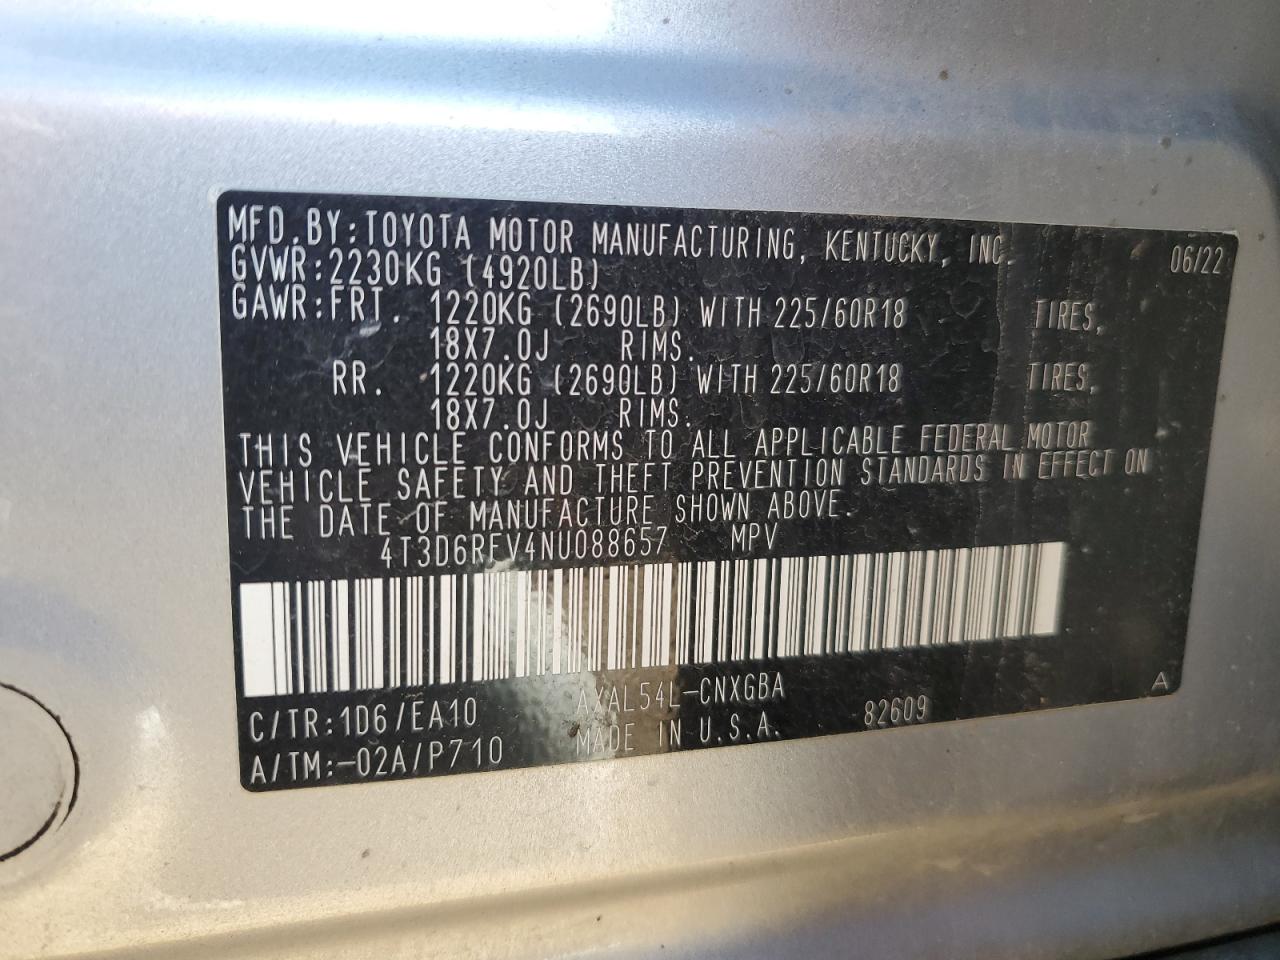 MFD.BY:TOYOTA MOTOR MANUFACTURING, KENTUCKY, INC. 06/22
GVWR:2230KG (4920LB)
GAWR:FRT. 1220KG (2690LB) WITH 225/60R18 TIRES,
18X7.0J RIMS.
RR. 1220KG (2690LB) WITH 225/60R18 TIRES,
18X7.0J RIMS.
THIS VEHICLE CONFORMS TO ALL APPLICABLE FEDERAL MOTOR
VEHICLE SAFETY AND THEFT PREVENTION STANDARDS IN EFFECT ON
THE DATE OF MANUFACTURE SHOWN ABOVE.
4T3D6RFV4NU088657 MPV
C/TR:1D6/EA10 AXAL54L-CNXGBA A
A/TM:-02A/P710 MADE IN U.S.A. 82609